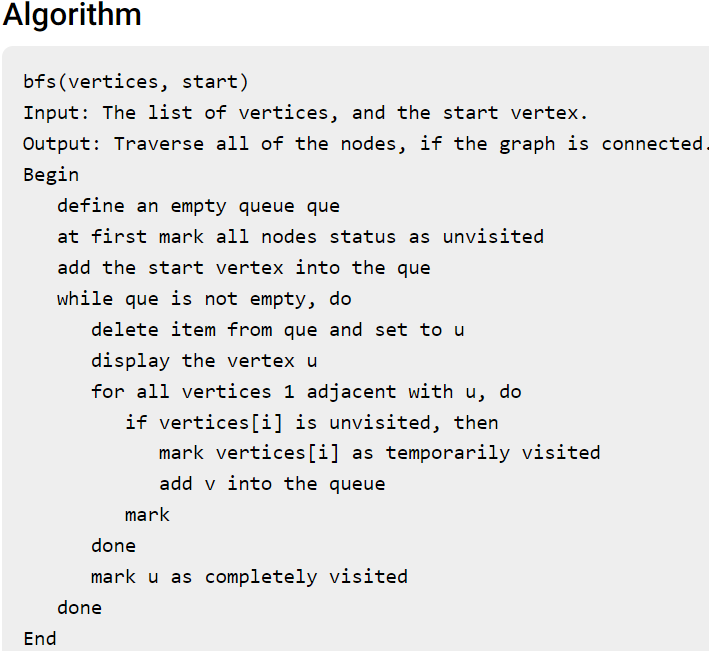 Algorithm
bfs(vertices, start)
Input: The list of vertices, and the start vertex.
Output: Traverse all of the nodes, if the graph is connected.
Begin
   define an empty queue que
   at first mark all nodes status as unvisited
   add the start vertex into the que
   while que is not empty, do
      delete item from que and set to u
      display the vertex u
      for all vertices 1 adjacent with u, do
         if vertices[i] is unvisited, then
            mark vertices[i] as temporarily visited
            add v into the queue
         mark
      done
      mark u as completely visited
   done
End